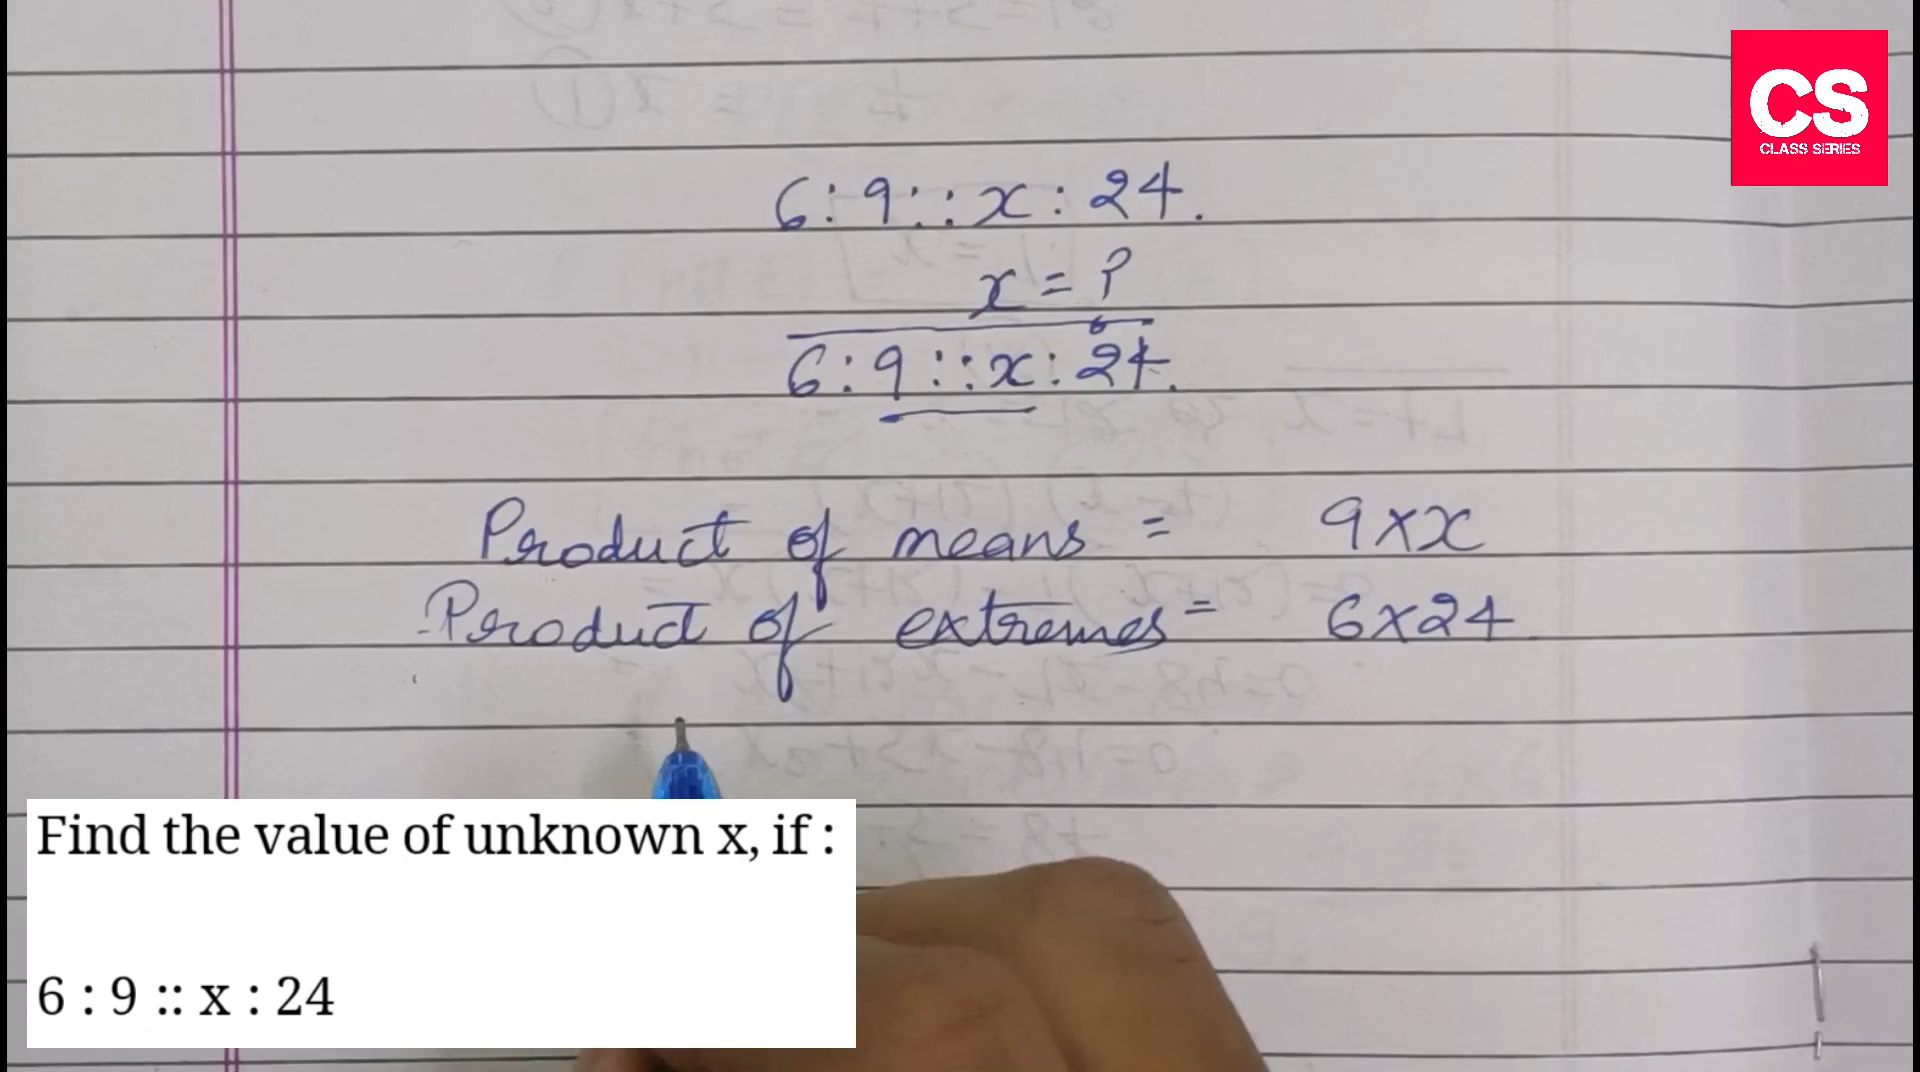 CS
CLASS SERIES
6 : 9 :: x : 24.
x = ?
6 : 9 :: x : 24.
Product of means = 9 × x
Product of extremes = 6 × 24
Find the value of unknown x, if :
6 : 9 :: x : 24